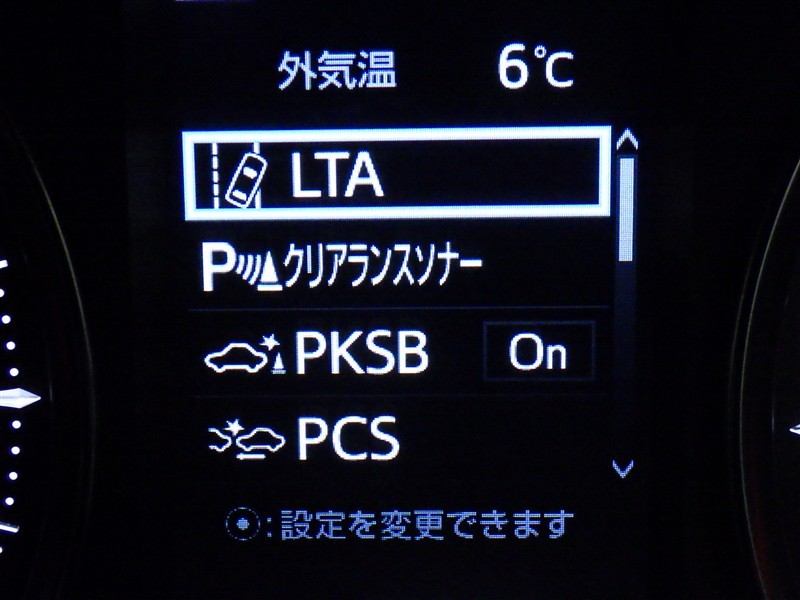 外気温 6℃
LTA
Pクリアランスソナー
PKSB On
PCS
:設定を変更できます